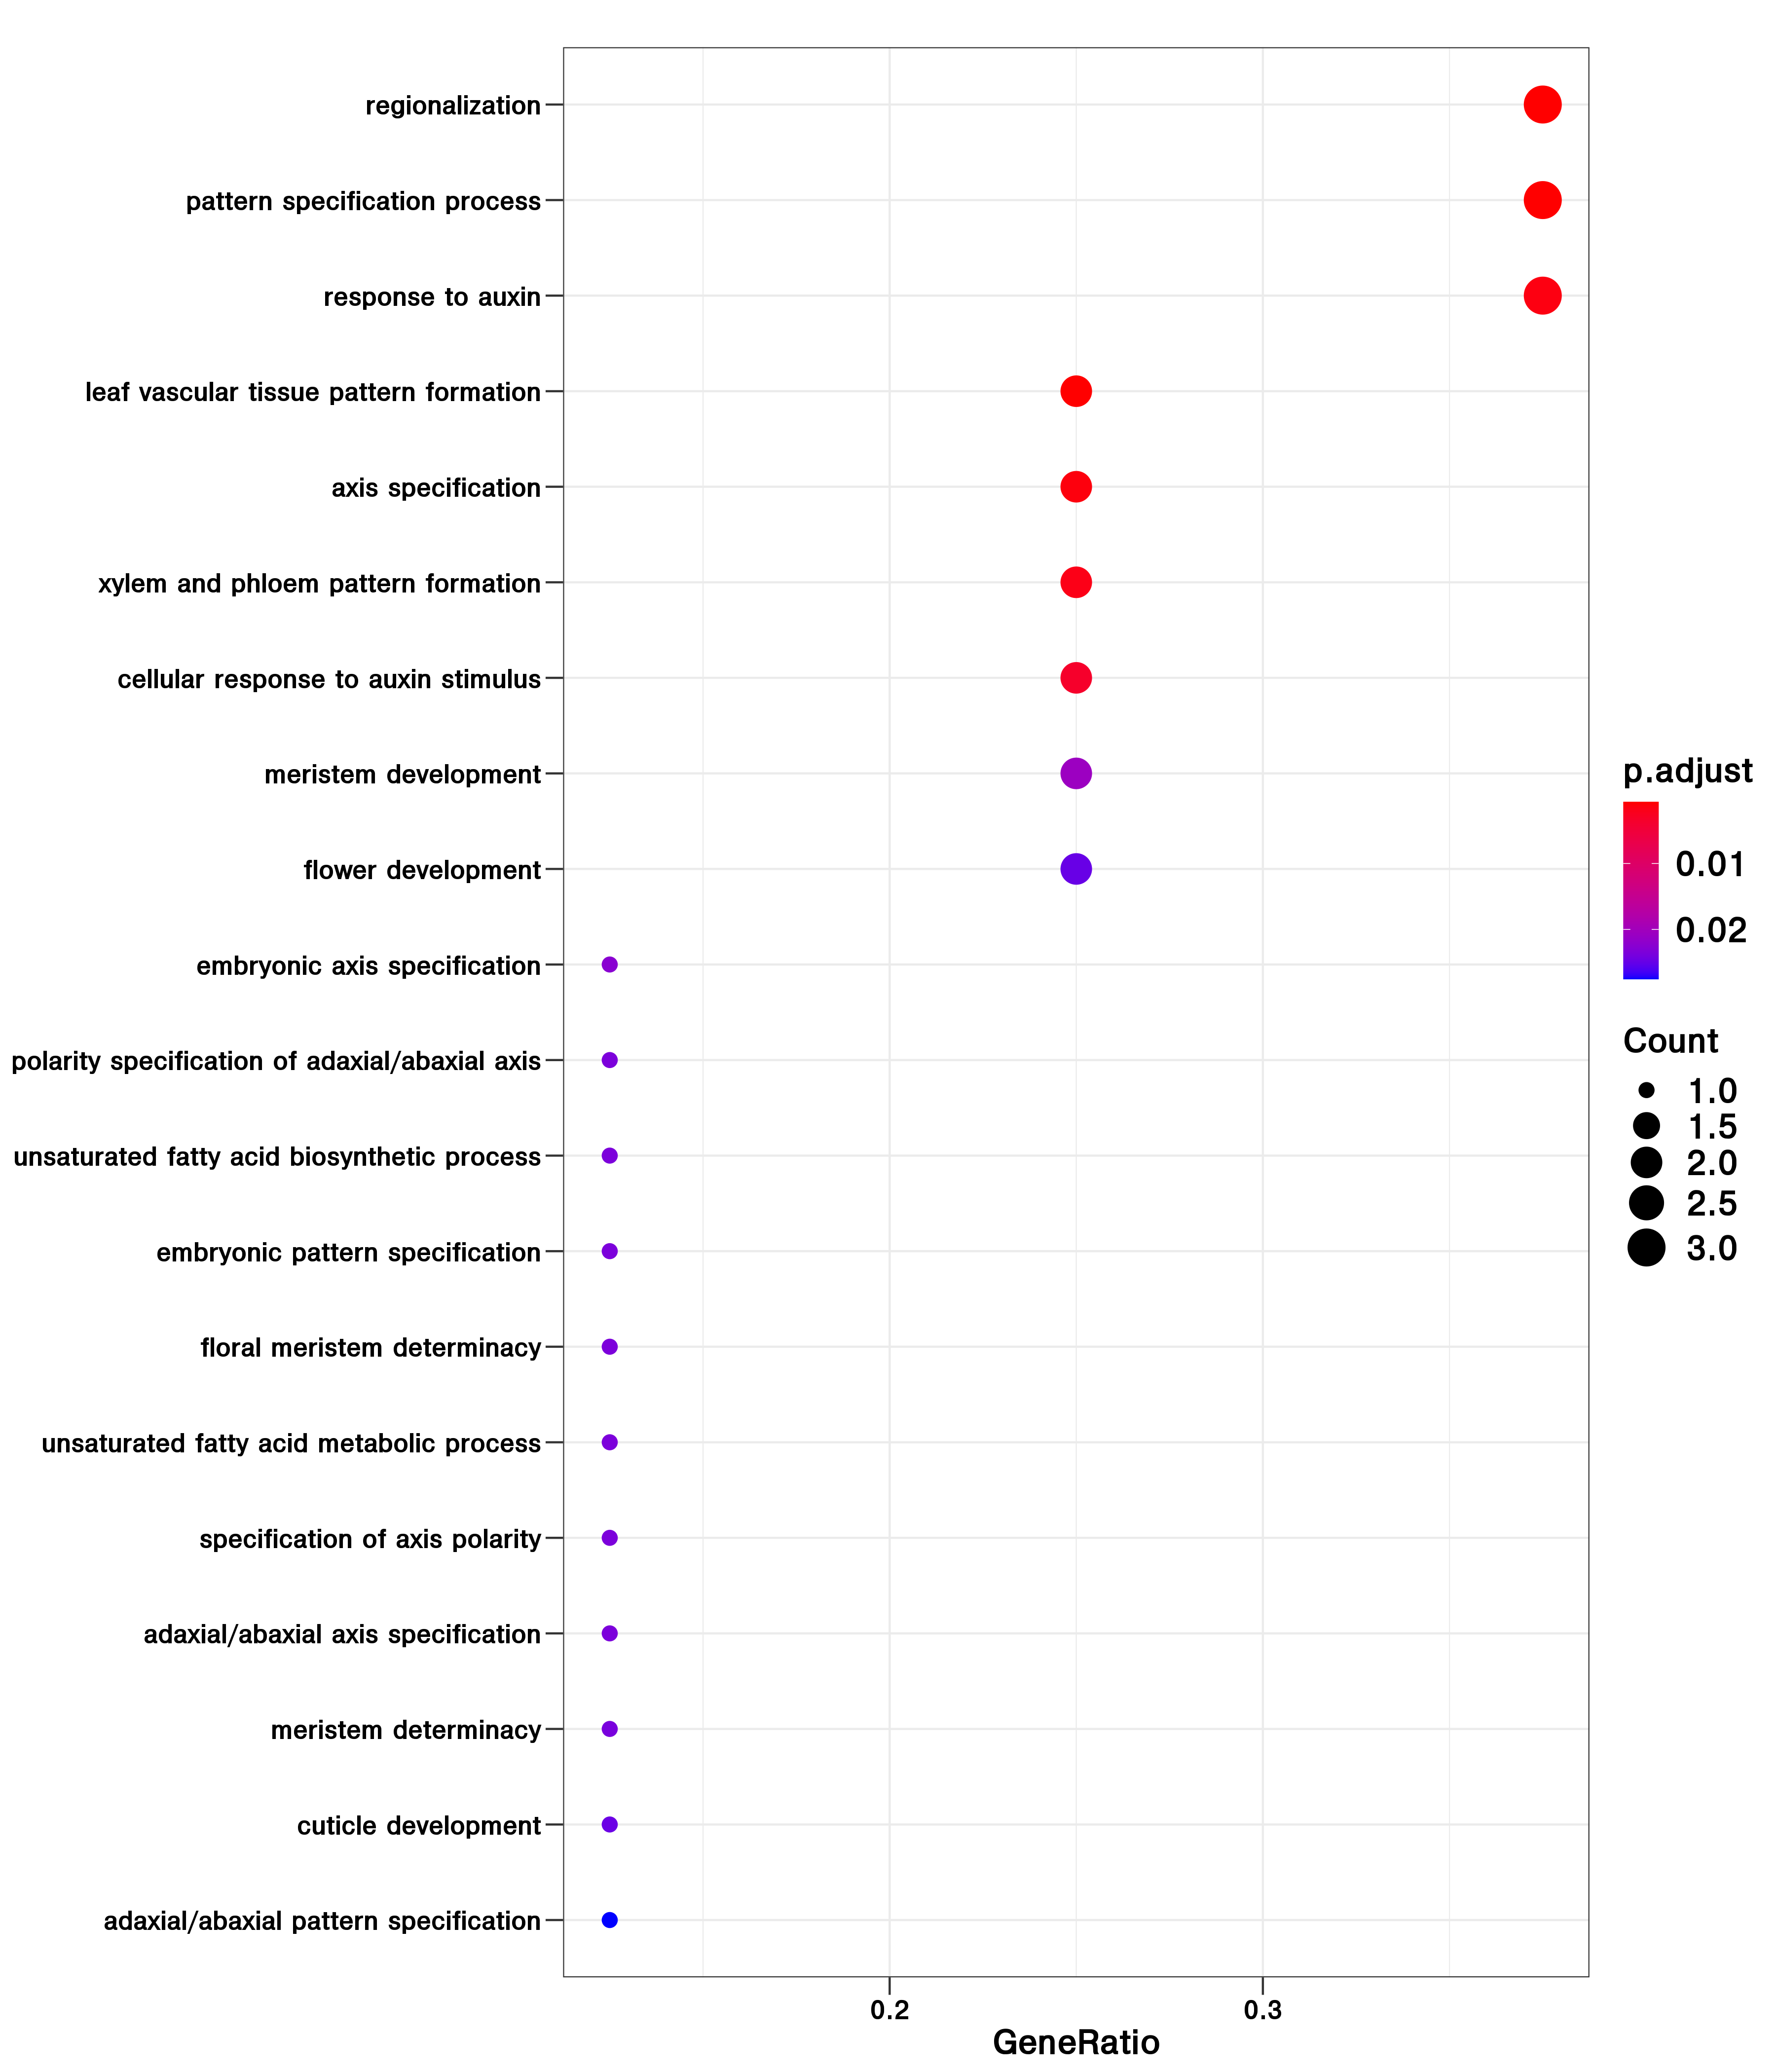 regionalization
pattern specification process
response to auxin
leaf vascular tissue pattern formation
axis specification
xylem and phloem pattern formation
cellular response to auxin stimulus
meristem development
flower development
embryonic axis specification
polarity specification of adaxial/abaxial axis
unsaturated fatty acid biosynthetic process
embryonic pattern specification
floral meristem determinacy
unsaturated fatty acid metabolic process
specification of axis polarity
adaxial/abaxial axis specification
meristem determinacy
cuticle development
adaxial/abaxial pattern specification
0.2
0.3
GeneRatio
p.adjust
0.01
0.02
Count
1.0
1.5
2.0
2.5
3.0